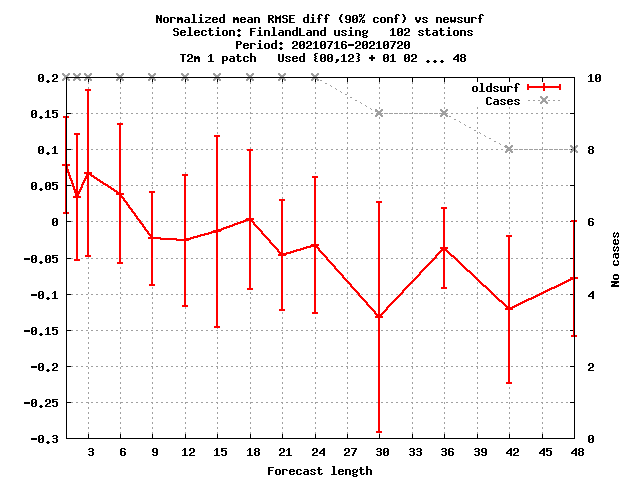 Normalized mean RMSE diff (90% conf) vs newsurf
Selection: FinlandLand using   102 stations
Period: 20210716-20210720
T2m 1 patch   Used {00,12} + 01 02 ... 48
oldsurf
Cases
0.2
0.15
0.1
0.05
0
-0.05
-0.1
-0.15
-0.2
-0.25
-0.3
10
8
6
4
2
0
No cases
3 6 9 12 15 18 21 24 27 30 33 36 39 42 45 48
Forecast length